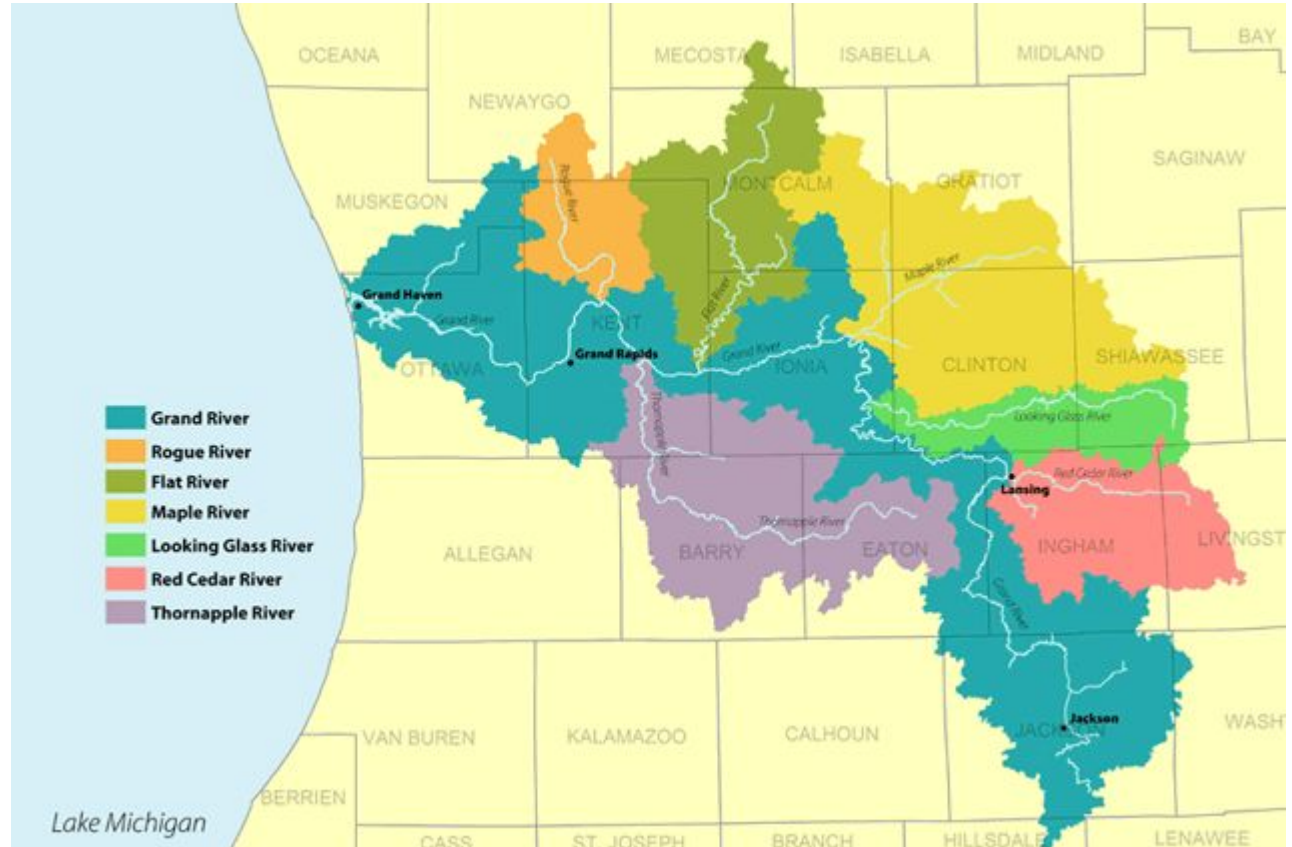 OCEANA
MECOSTA
ISABELLA
MIDLAND
BAY
NEWAYGO
SAGINAW
MUSKEGON
Rogue River
MONTCALM
GRATIOT
Maple River
Grand Haven
Grand River
KENT
Flat River
Grand Rapids
Grand River
OTTAWA
IONIA
CLINTON
SHIAWASSEE
Thornapple River
Looking Glass River
Grand River
Rogue River
Flat River
Maple River
Looking Glass River
Red Cedar River
Thornapple River
Red Cedar River
Lansing
Thornapple River
ALLEGAN
BARRY
EATON
INGHAM
LIVINGST
Grand River
Jackson
JACKSON
VAN BUREN
KALAMAZOO
CALHOUN
WASHT
BERRIEN
Lake Michigan
CASS
ST. JOSEPH
BRANCH
HILLSDALE
LENAWEE